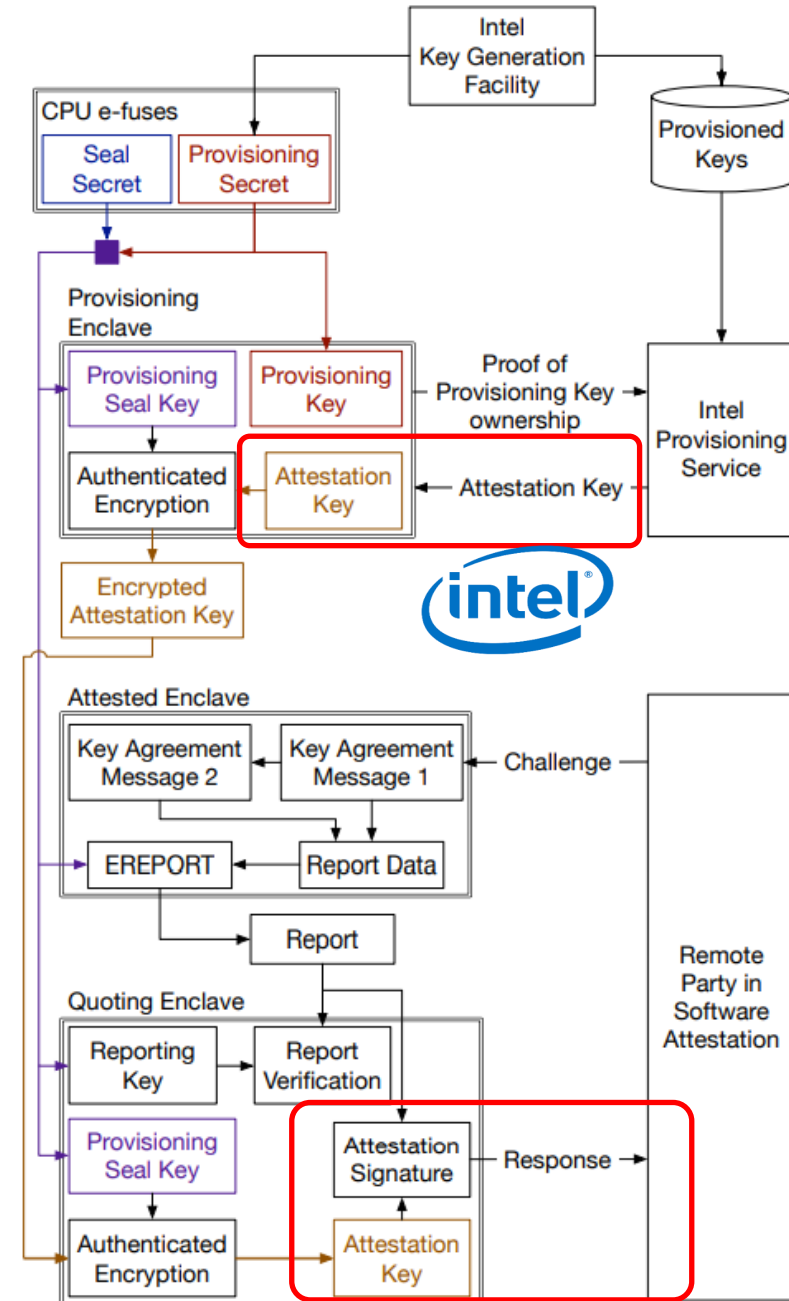 Intel
Key Generation
Facility
CPU e-fuses
Seal
Secret
Provisioning
Secret
Provisioned
Keys
Provisioning
Enclave
Provisioning
Seal Key
Provisioning
Key
Proof of
Provisioning Key
ownership
Intel
Provisioning
Service
Authenticated
Encryption
Attestation
Key
Attestation Key
Encrypted
Attestation Key
intel®
Attested Enclave
Key Agreement
Message 2
Key Agreement
Message 1
Challenge
EREPORT
Report Data
Report
Remote
Party in
Software
Attestation
Quoting Enclave
Reporting
Key
Report
Verification
Provisioning
Seal Key
Attestation
Signature
Response
Authenticated
Encryption
Attestation
Key